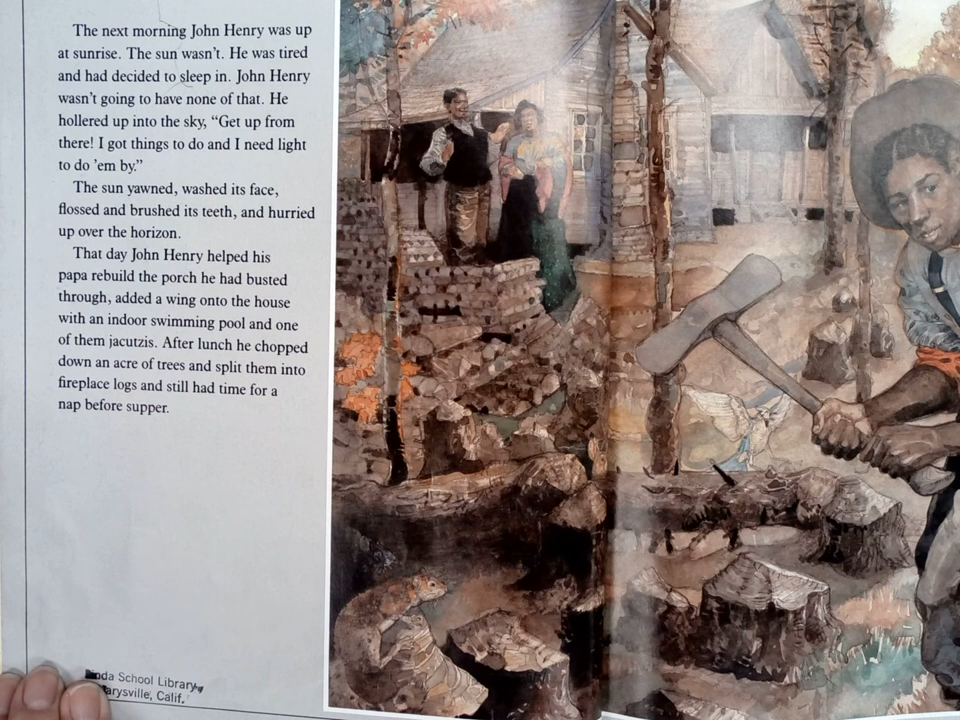 The next morning John Henry was up
at sunrise. The sun wasn't. He was tired
and had decided to sleep in. John Henry
wasn't going to have none of that. He
hollered up into the sky, “Get up from
there! I got things to do and I need light
to do ’em by.”
The sun yawned, washed its face,
flossed and brushed its teeth, and hurried
up over the horizon.
That day John Henry helped his
papa rebuild the porch he had busted
through, added a wing onto the house
with an indoor swimming pool and one
of them jacutzis. After lunch he chopped
down an acre of trees and split them into
fireplace logs and still had time for a
nap before supper.
School Library
Calif.